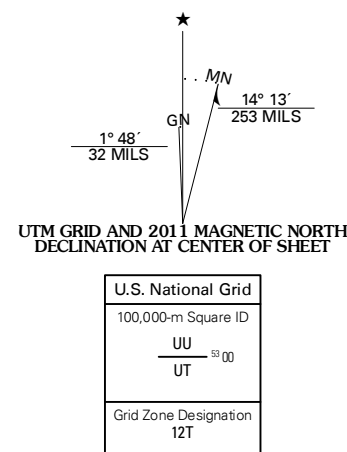 ★
MN
GN
14° 13´
253 MILS
1° 48´
32 MILS
UTM GRID AND 2011 MAGNETIC NORTH
DECLINATION AT CENTER OF SHEET
U.S. National Grid
100,000-m Square ID
UU
53 00
UT
Grid Zone Designation
12T